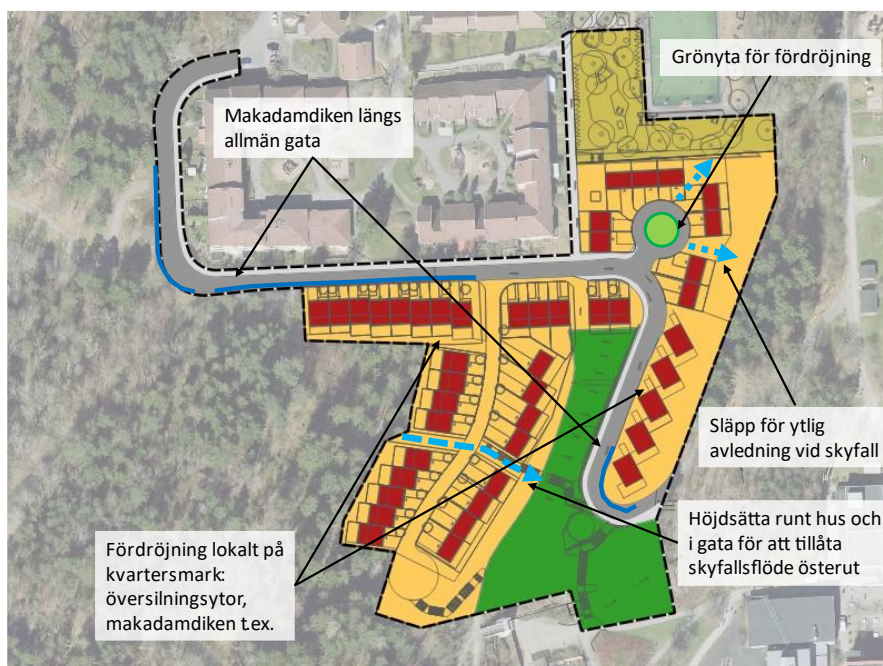 Grönyta för fördröjning
Makadamdiken längs
allmän gata
Släpp för ytlig
avledning vid skyfall
Höjdsätta runt hus och
i gata för att tillåta
skyfallsflöde österut
Fördröjning lokalt på
kvartersmark:
översilningsytor,
makadamdiken t.ex.